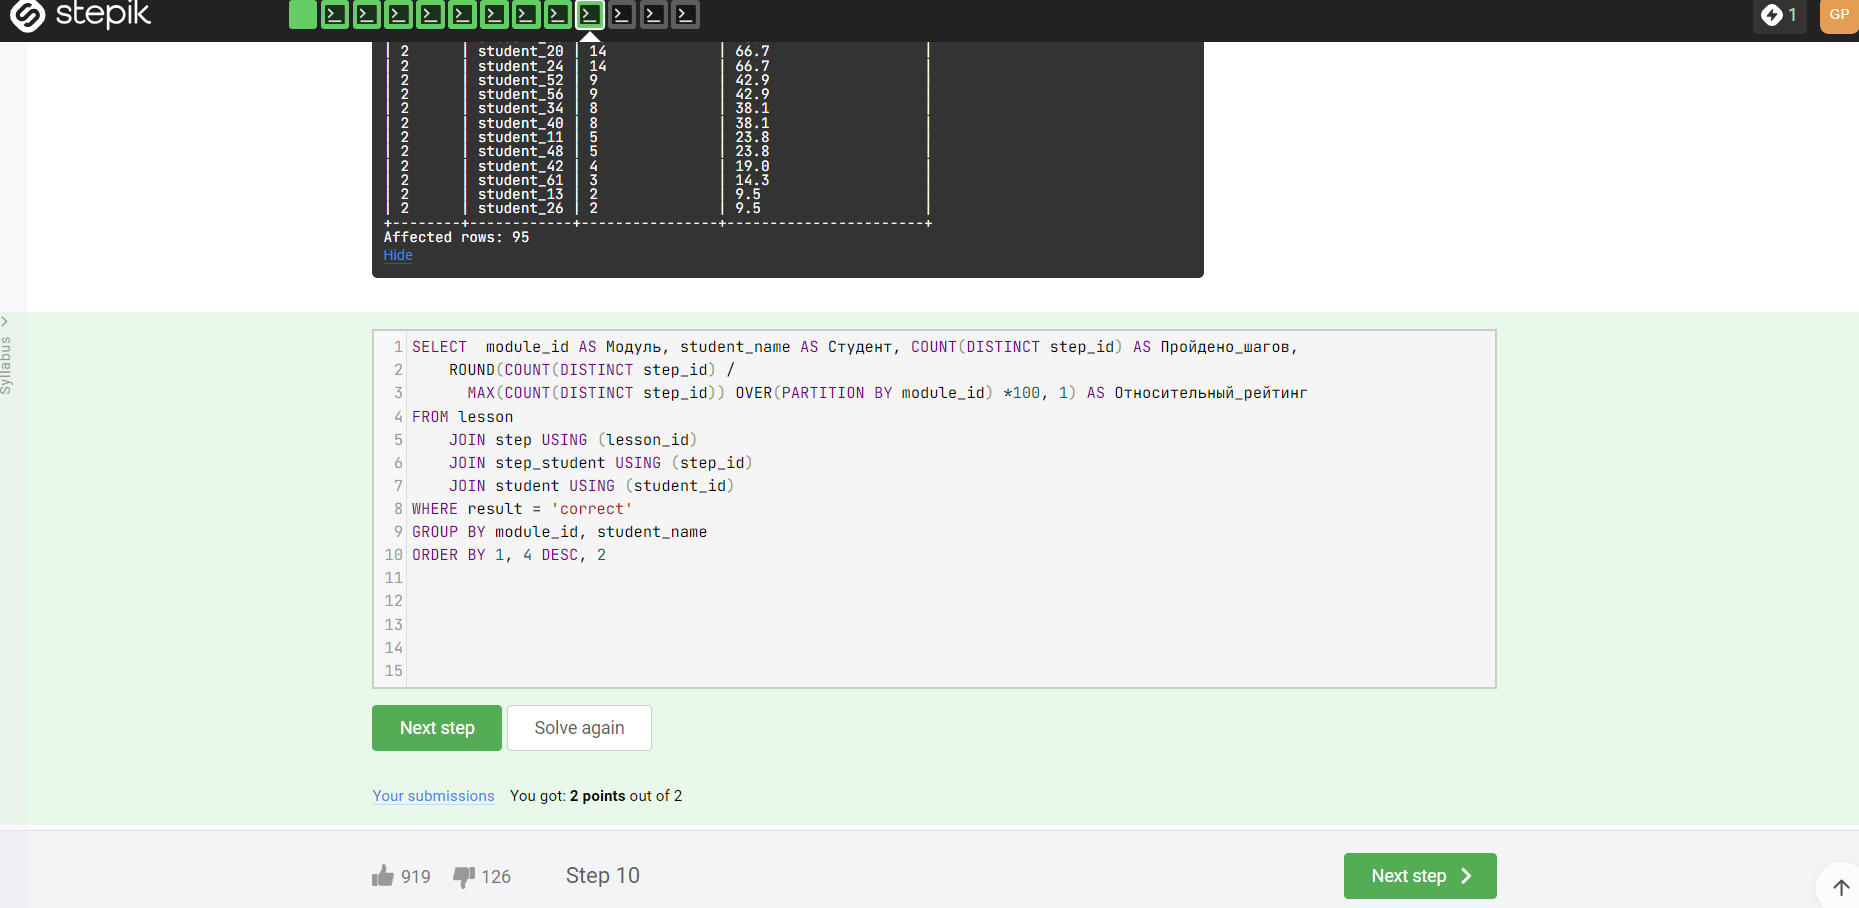 stepik
1
GP
| 2 | student_20 | 14 | 66.7 |
| 2 | student_24 | 14 | 66.7 |
| 2 | student_52 | 9 | 42.9 |
| 2 | student_56 | 9 | 42.9 |
| 2 | student_34 | 8 | 38.1 |
| 2 | student_40 | 8 | 38.1 |
| 2 | student_11 | 5 | 23.8 |
| 2 | student_48 | 5 | 23.8 |
| 2 | student_42 | 4 | 19.0 |
| 2 | student_61 | 3 | 14.3 |
| 2 | student_13 | 2 | 9.5 |
| 2 | student_26 | 2 | 9.5 |
+--------+------------+----------------+-----------------------+
Affected rows: 95
Hide
Syllabus
1 SELECT  module_id AS Модуль, student_name AS Студент, COUNT(DISTINCT step_id) AS Пройдено_шагов,
2     ROUND(COUNT(DISTINCT step_id) /
3       MAX(COUNT(DISTINCT step_id)) OVER(PARTITION BY module_id) *100, 1) AS Относительный_рейтинг
4 FROM lesson
5     JOIN step USING (lesson_id)
6     JOIN step_student USING (step_id)
7     JOIN student USING (student_id)
8 WHERE result = 'correct'
9 GROUP BY module_id, student_name
10 ORDER BY 1, 4 DESC, 2
11
12
13
14
15
Next step
Solve again
Your submissions You got: 2 points out of 2
919 126 Step 10 Next step